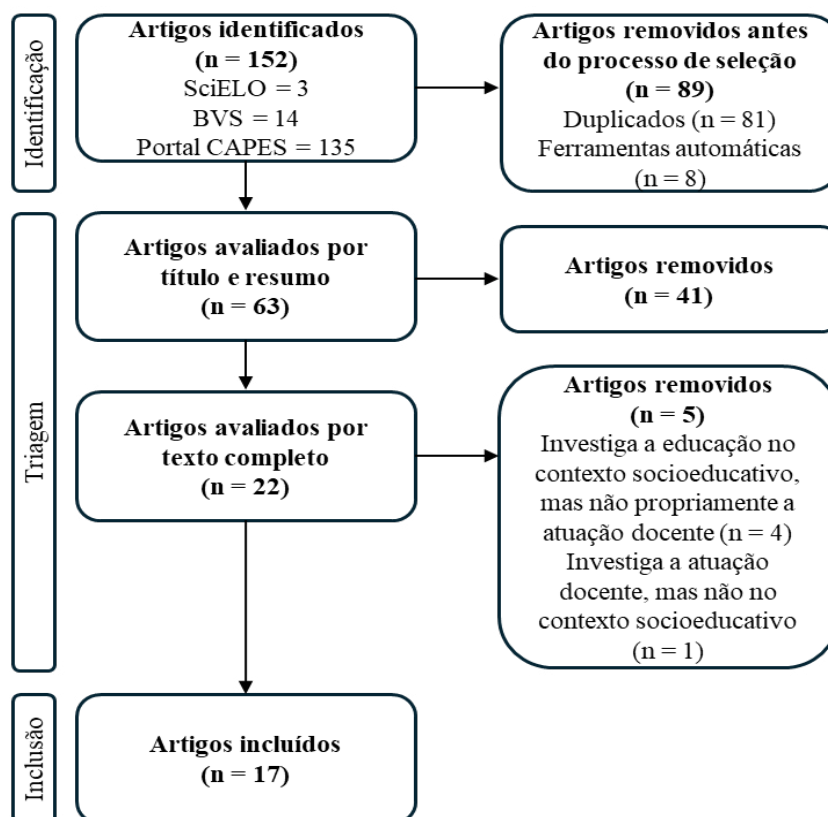 Identificação
Artigos identificados
(n = 152)
SciELO = 3
BVS = 14
Portal CAPES = 135
Artigos removidos antes
do processo de seleção
(n = 89)
Duplicados (n = 81)
Ferramentas automáticas
(n = 8)
Triagem
Artigos avaliados por
título e resumo
(n = 63)
Artigos removidos
(n = 41)
Artigos avaliados por
texto completo
(n = 22)
Artigos removidos
(n = 5)
Investiga a educação no
contexto socioeducativo,
mas não propriamente a
atuação docente (n = 4)
Investiga a atuação
docente, mas não no
contexto socioeducativo
(n = 1)
Inclusão
Artigos incluídos
(n = 17)